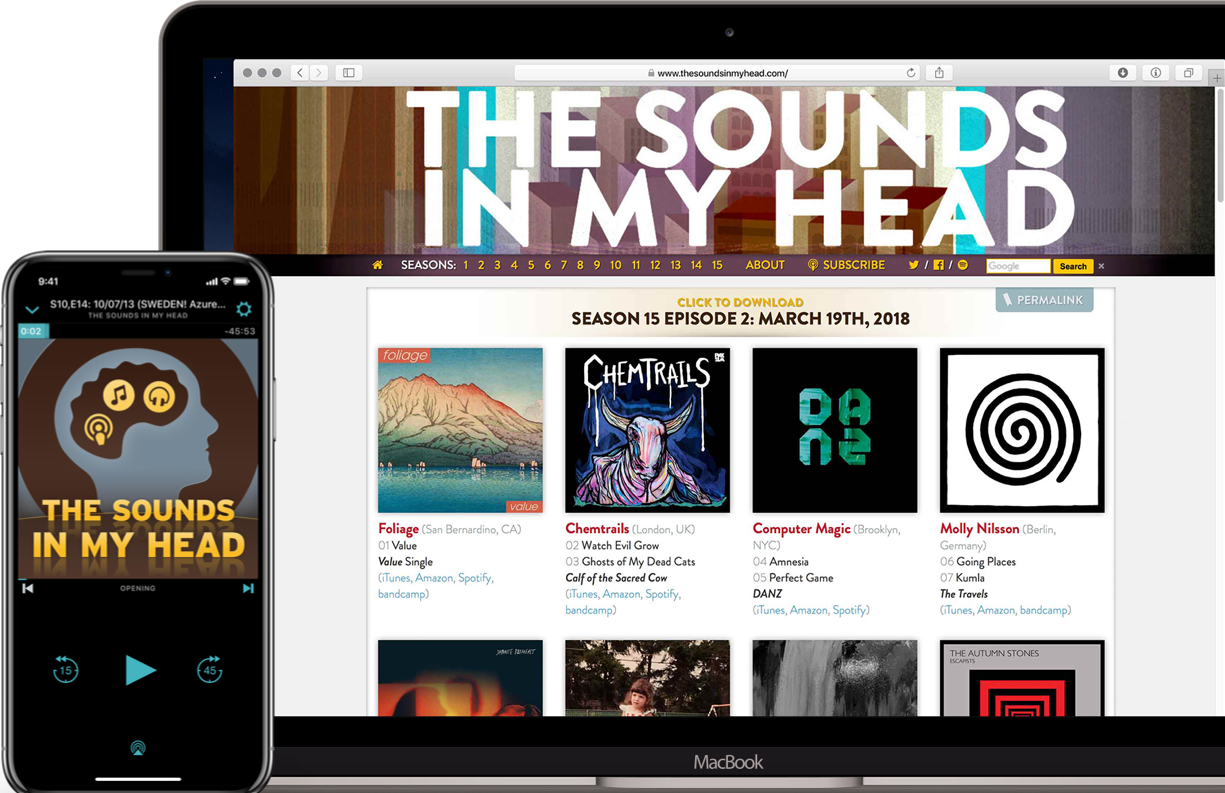 www.thesoundsinmyhead.com/
THE SOUNDS
IN MY HEAD
SEASONS: 1 2 3 4 5 6 7 8 9 10 11 12 13 14 15 ABOUT SUBSCRIBE / / Google Search
CLICK TO DOWNLOAD
SEASON 15 EPISODE 2: MARCH 19TH, 2018
PERMALINK
foliage
value
Foliage (San Bernardino, CA)
01 Value
Value Single
(iTunes, Amazon, Spotify,
bandcamp)
CHEMTRAILS
Chemtrails (London, UK)
02 Watch Evil Grow
03 Ghosts of My Dead Cats
Calf of the Sacred Cow
(iTunes, Amazon, Spotify,
bandcamp)
DA
NZ
Computer Magic (Brooklyn,
NYC)
04 Amnesia
05 Perfect Game
DANZ
(iTunes, Amazon, Spotify)
Molly Nilsson (Berlin,
Germany)
06 Going Places
07 Kumla
The Travels
(iTunes, Amazon, bandcamp)
THE AUTUMN STONES
ESCAPISTS
MacBook
9:41
S10,E14: 10/07/13 (SWEDEN! Azure...
THE SOUNDS IN MY HEAD
0:02 -45:53
THE SOUNDS
IN MY HEAD
OPENING
15 45